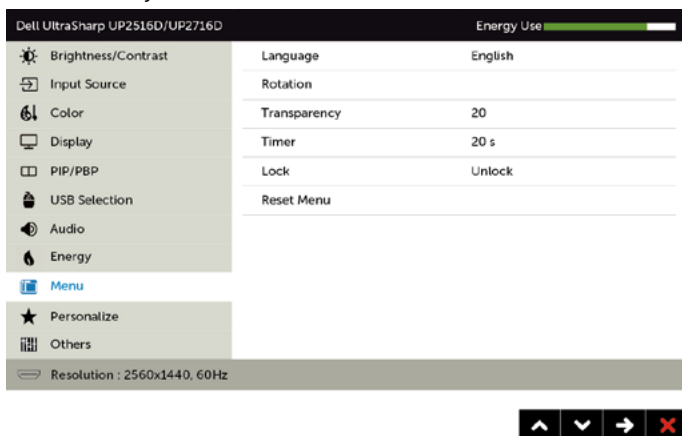 Dell UltraSharp UP2516D/UP2716D Energy Use
Brightness/Contrast Language English
Input Source Rotation
Color Transparency 20
Display Timer 20 s
PIP/PBP Lock Unlock
USB Selection Reset Menu
Audio
Energy
Menu
Personalize
Others
Resolution : 2560x1440, 60Hz